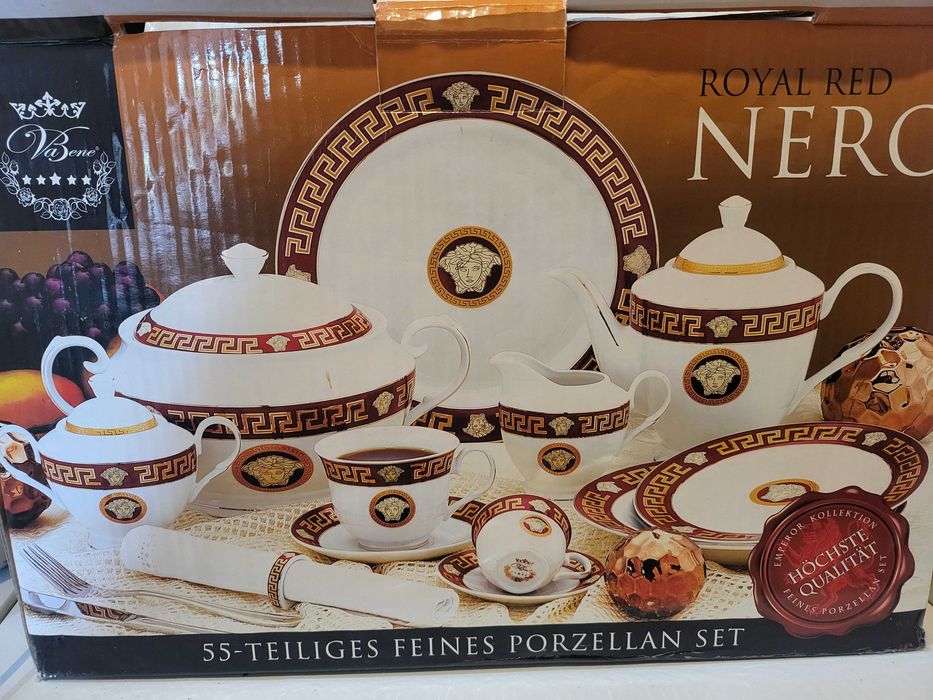 VaBene®
ROYAL RED
NERO
EMPEROR KOLLEKTION
HÖCHSTE
QUALITÄT
FEINES PORZELLAN SET
55-TEILIGES FEINES PORZELLAN SET